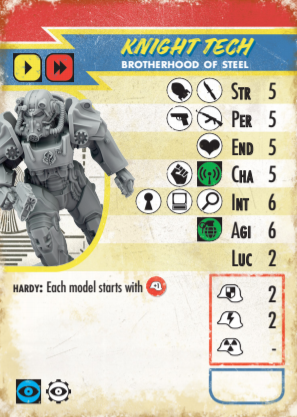 KNIGHT TECH
BROTHERHOOD OF STEEL
STR 5
PER 5
END 5
CHA 5
INT 6
AGI 6
LUC 2
HARDY: Each model starts with
2
2
-